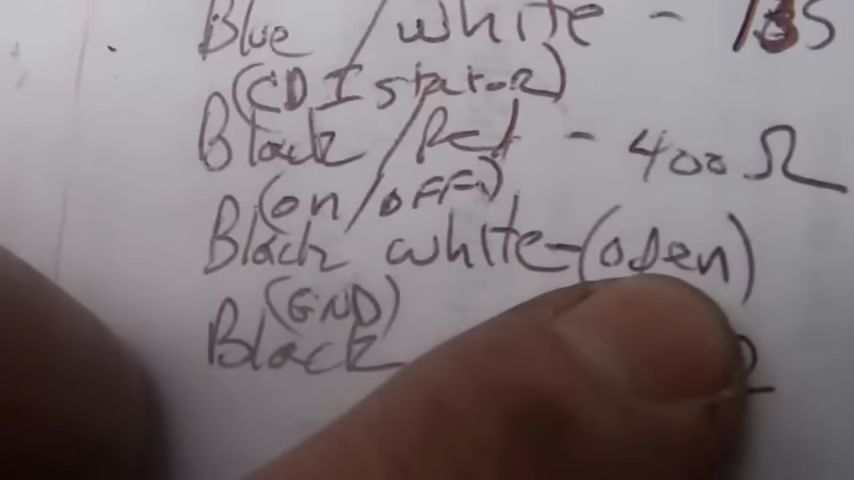 Blue / white -
(CDI stator)
Black / Red - 400 Ω
(on/OFF)
Black white - (open)
(GND)
Black Ω